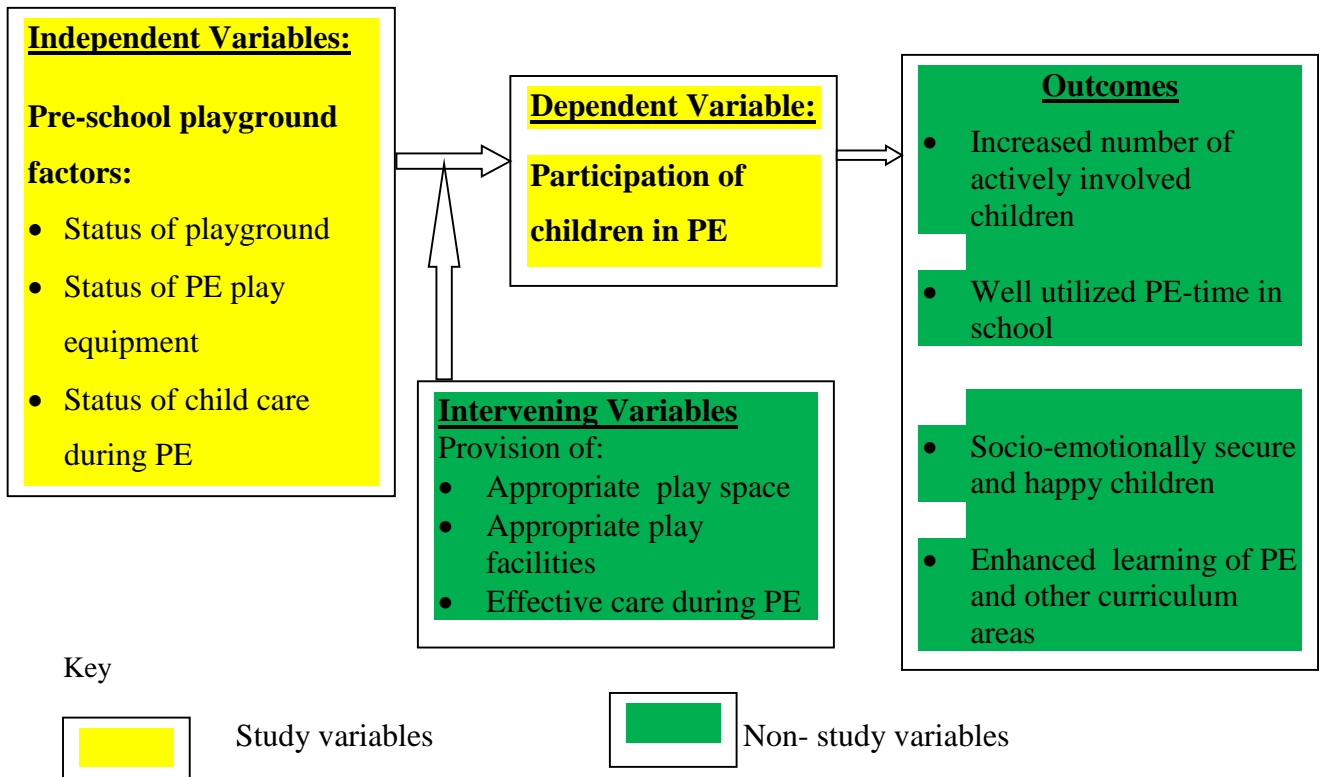 Independent Variables:
Pre-school playground
factors:
• Status of playground
• Status of PE play
equipment
• Status of child care
during PE
Dependent Variable:
Participation of
children in PE
Intervening Variables
Provision of:
• Appropriate play space
• Appropriate play
facilities
• Effective care during PE
Outcomes
• Increased number of
actively involved
children
• Well utilized PE-time in
school
• Socio-emotionally secure
and happy children
• Enhanced learning of PE
and other curriculum
areas
Key
Study variables
Non- study variables